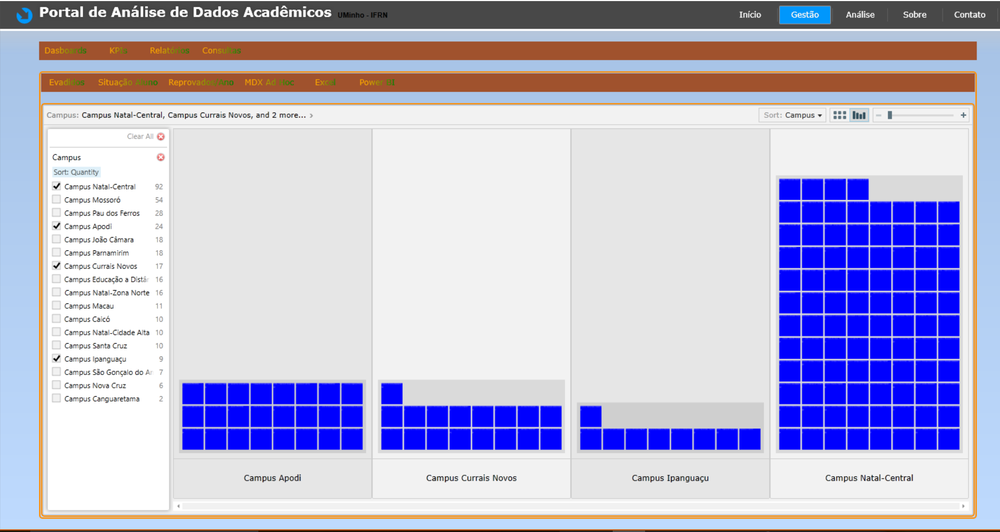 Portal de Análise de Dados Acadêmicos UMinho - IFRN
Início Gestão Análise Sobre Contato
Dasboards KPIs Relatórios Consultas
Evadidos Situação Aluno Reprovados/Ano MDX Ad Hoc Excel Power BI
Campus: Campus Natal-Central, Campus Currais Novos, and 2 more... >
Sort: Campus
Clear All
Campus
Sort: Quantity
Campus Natal-Central 92
Campus Mossoró 54
Campus Pau dos Ferros 28
Campus Apodi 24
Campus João Câmara 18
Campus Parnamirim 18
Campus Currais Novos 17
Campus Educação a Distâr 16
Campus Natal-Zona Norte 16
Campus Macau 11
Campus Caicó 10
Campus Natal-Cidade Alta 10
Campus Santa Cruz 10
Campus Ipanguaçu 9
Campus São Gonçalo do Ar 7
Campus Nova Cruz 6
Campus Canguaretama 2
Campus Apodi
Campus Currais Novos
Campus Ipanguaçu
Campus Natal-Central